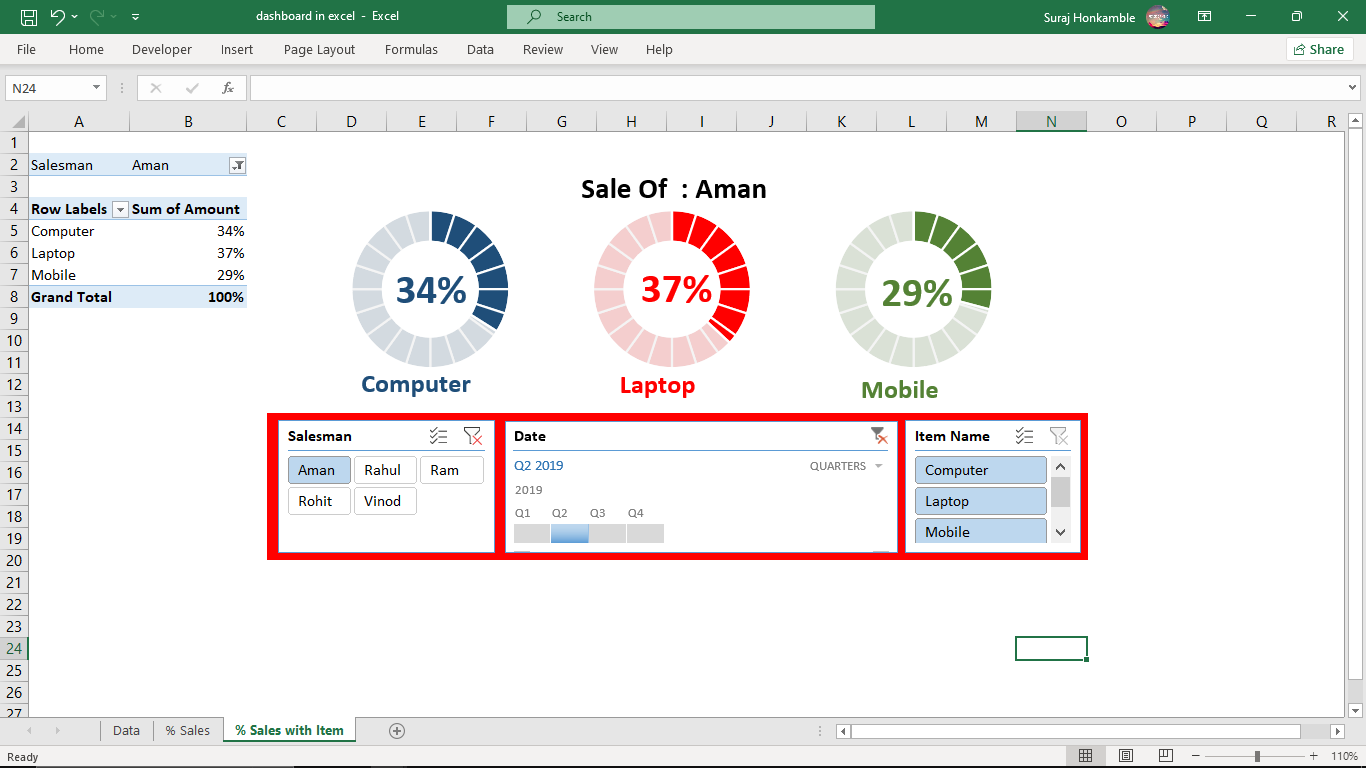 dashboard in excel - Excel
Search
Suraj Honkamble
File Home Developer Insert Page Layout Formulas Data Review View Help
Share
N24
fx
A B C D E F G H I J K L M N O P Q R
1
2 Salesman Aman
3
Sale Of : Aman
4 Row Labels Sum of Amount
5 Computer 34%
6 Laptop 37%
7 Mobile 29%
8 Grand Total 100%
34% 37% 29%
9
10
11
12
Computer Laptop Mobile
13
14
15
16
17
18
19
20
21
22
23
24
25
26
27
Salesman
Aman Rahul Ram
Rohit Vinod
Date
Q2 2019 QUARTERS
2019
Q1 Q2 Q3 Q4
Item Name
Computer
Laptop
Mobile
Data % Sales % Sales with Item
Ready
110%